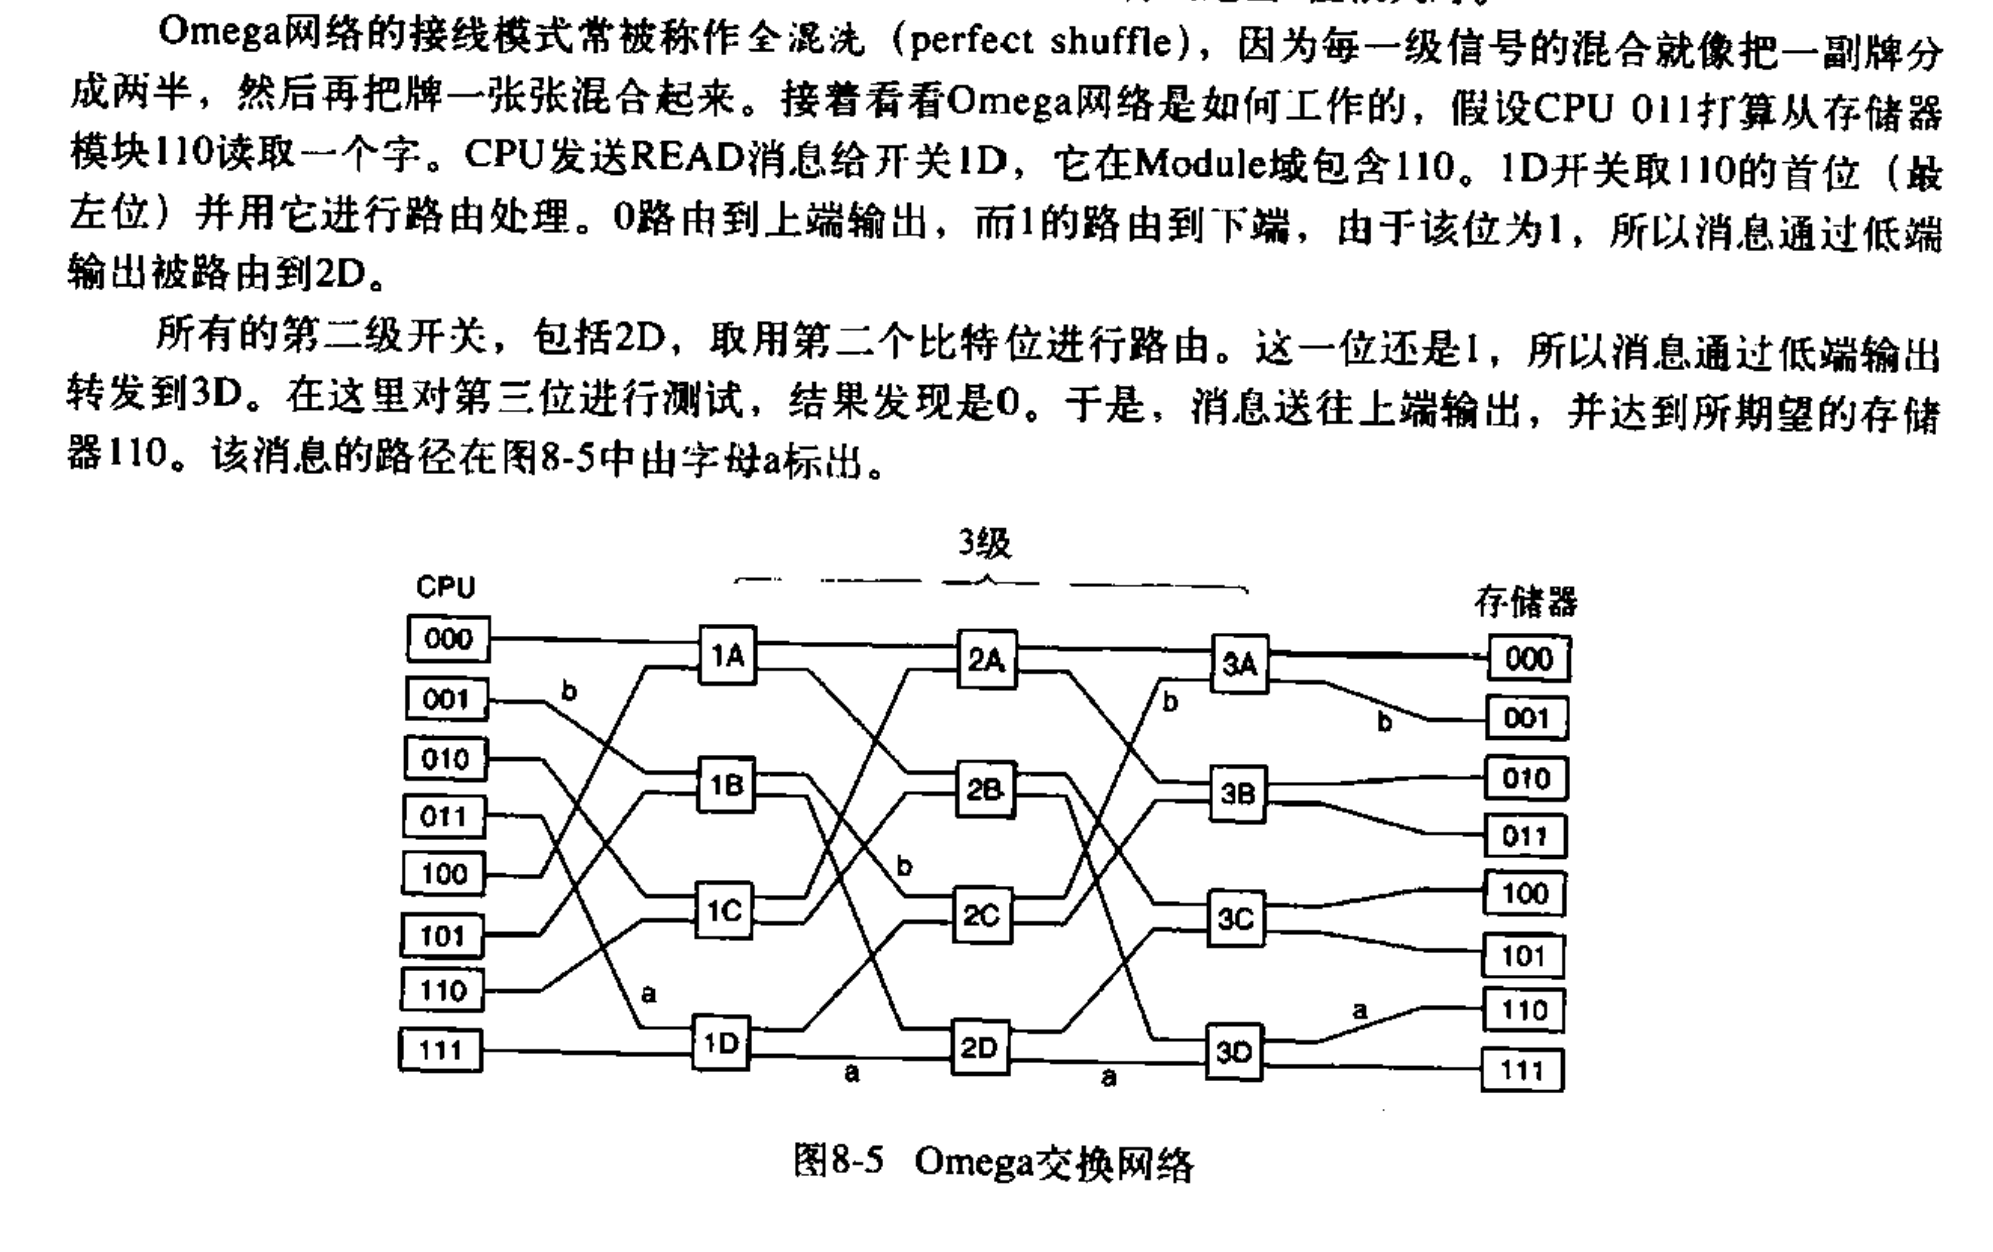 Omega网络的接线模式常被称作全混洗（perfect shuffle），因为每一级信号的混合就像把一副牌分
成两半，然后再把牌一张张混合起来。接着看看Omega网络是如何工作的，假设CPU 011打算从存储器
模块110读取一个字。CPU发送READ消息给开关1D，它在Module域包含110。1D开关取110的首位（最
左位）并用它进行路由处理。0路由到上端输出，而1的路由到下端，由于该位为1，所以消息通过低端
输出被路由到2D。
所有的第二级开关，包括2D，取用第二个比特位进行路由。这一位还是1，所以消息通过低端输出
转发到3D。在这里对第三位进行测试，结果发现是0。于是，消息送往上端输出，并达到所期望的存储
器110。该消息的路径在图8-5中由字母a标出。
3级
CPU
存储器
000
1A
2A
3A
000
001
b
b
b
001
010
1B
2B
3B
010
011
011
100
b
100
1C
2C
3C
101
101
110
a
a
110
111
1D
2D
3D
111
a
a
图8-5 Omega交换网络